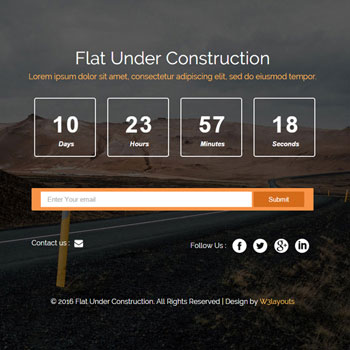 Flat Under Construction
Lorem ipsum dolor sit amet, consectetur adipiscing elit, sed do eiusmod tempor.
10 23 57 18
Days Hours Minutes Seconds
Enter Your email Submit
Contact us : Follow Us :
© 2016 Flat Under Construction. All Rights Reserved | Design by W3layouts